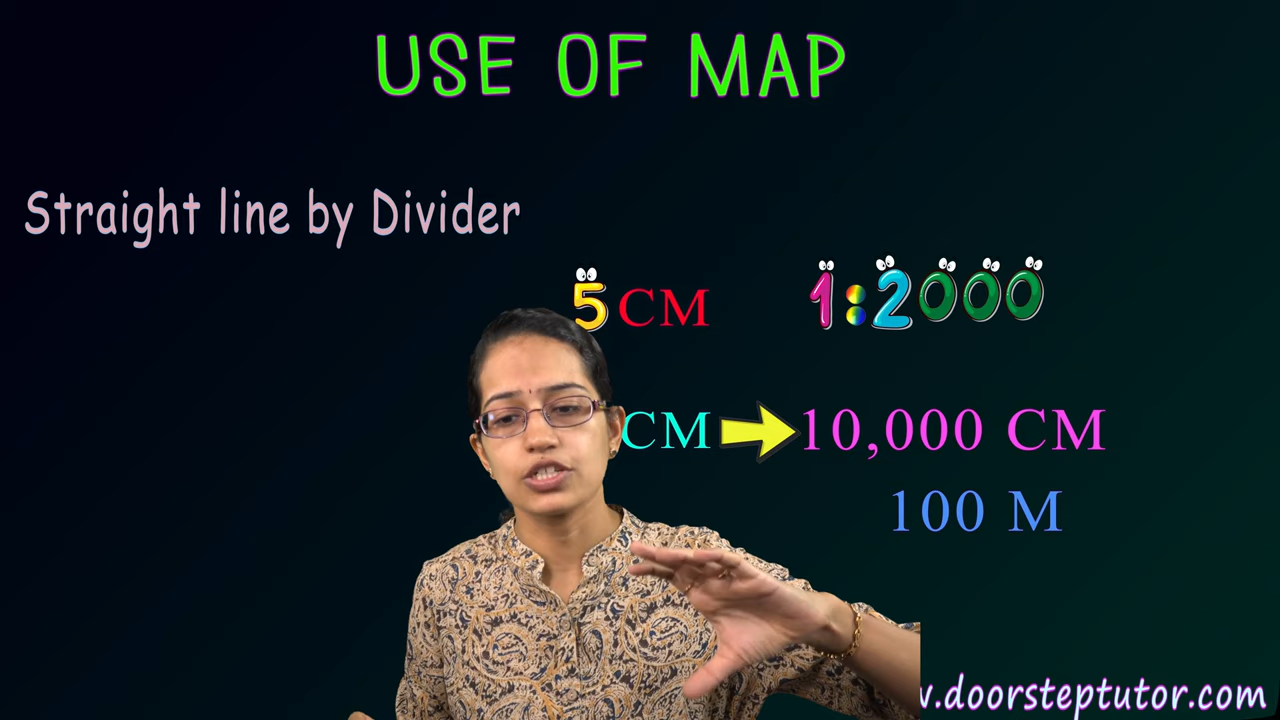 USE OF MAP
Straight line by Divider
5 CM 1:2000
CM 10,000 CM
100 M
.doorsteptutor.com